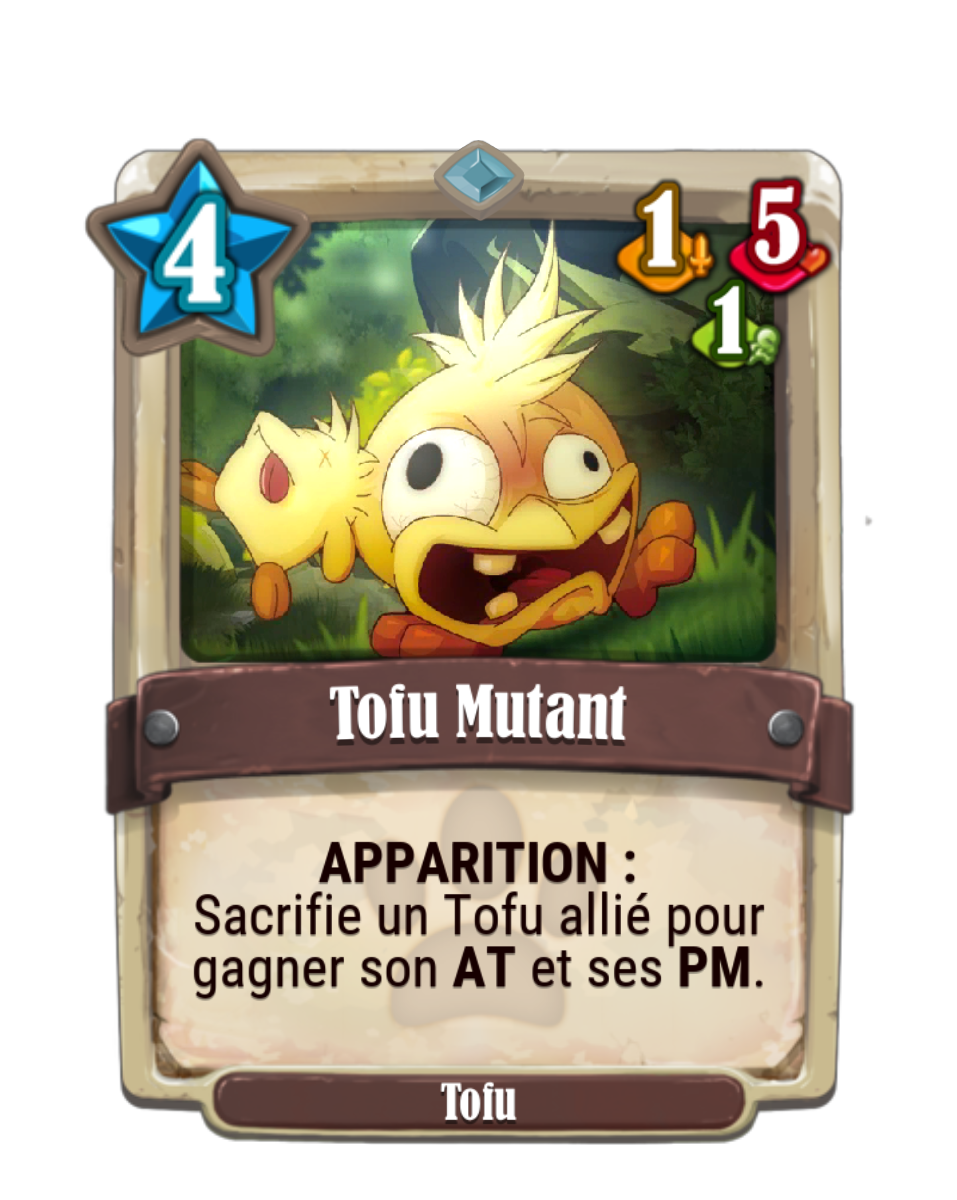 4
1
5
1
Tofu Mutant
APPARITION :
Sacrifie un Tofu allié pour
gagner son AT et ses PM.
Tofu